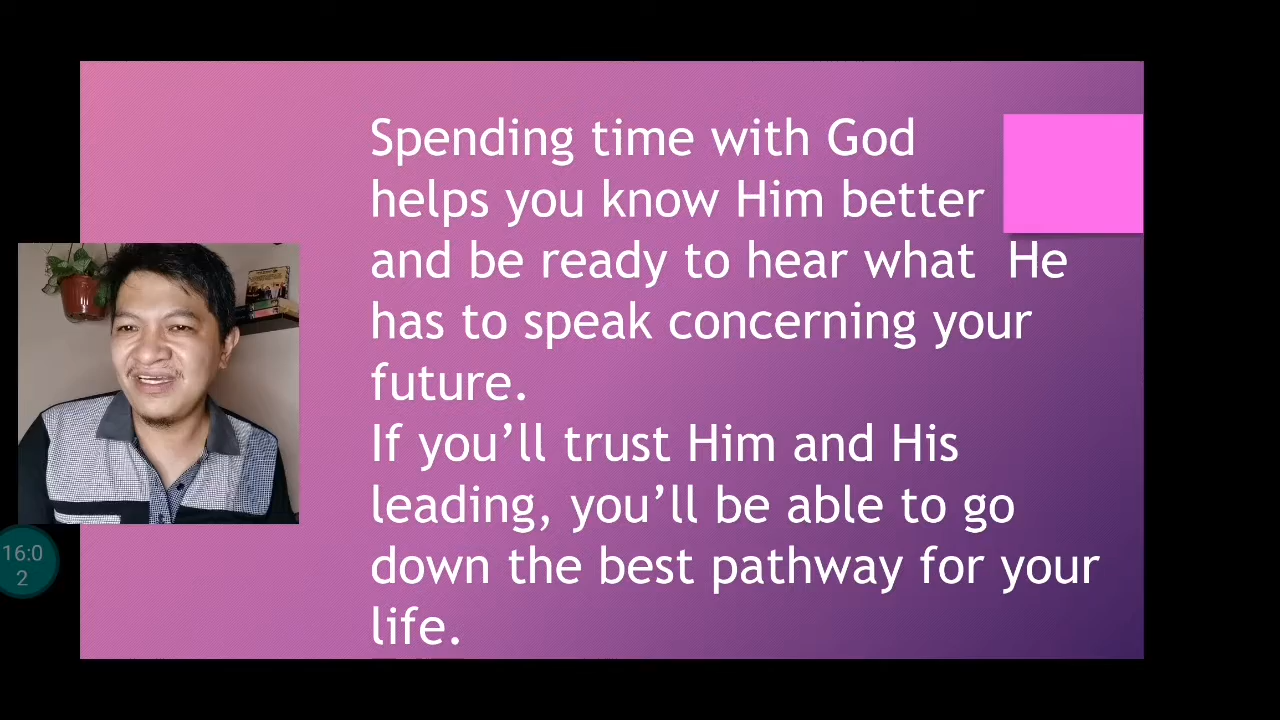 Spending time with God
helps you know Him better
and be ready to hear what  He
has to speak concerning your
future.
If you’ll trust Him and His
leading, you’ll be able to go
down the best pathway for your
life.
16:0
2